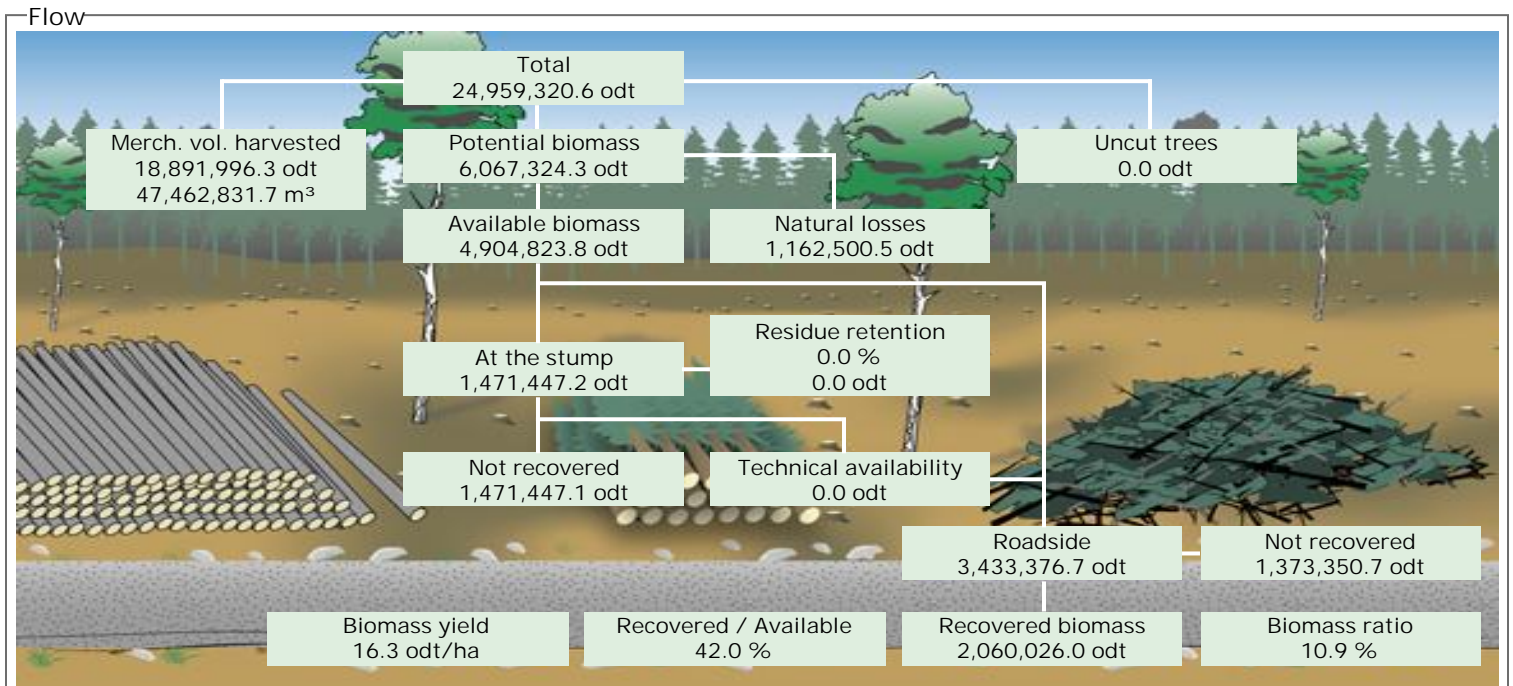 Flow
Total
24,959,320.6 odt
Merch. vol. harvested
18,891,996.3 odt
47,462,831.7 m³
Potential biomass
6,067,324.3 odt
Uncut trees
0.0 odt
Available biomass
4,904,823.8 odt
Natural losses
1,162,500.5 odt
Residue retention
0.0 %
0.0 odt
At the stump
1,471,447.2 odt
Not recovered
1,471,447.1 odt
Technical availability
0.0 odt
Roadside
3,433,376.7 odt
Not recovered
1,373,350.7 odt
Biomass yield
16.3 odt/ha
Recovered / Available
42.0 %
Recovered biomass
2,060,026.0 odt
Biomass ratio
10.9 %